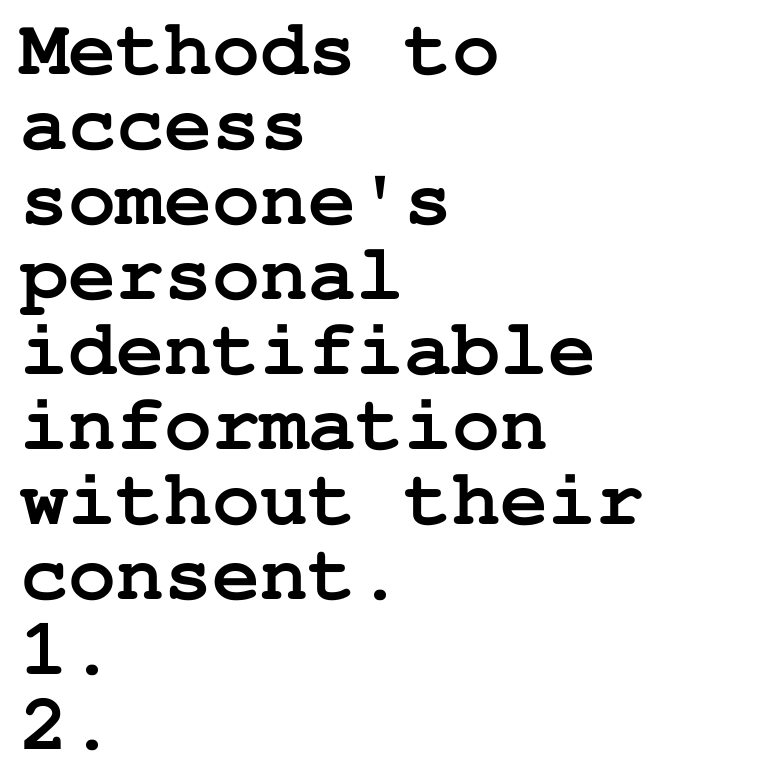 Methods to
access
someone's
personal
identifiable
information
without their
consent.
1.
2.